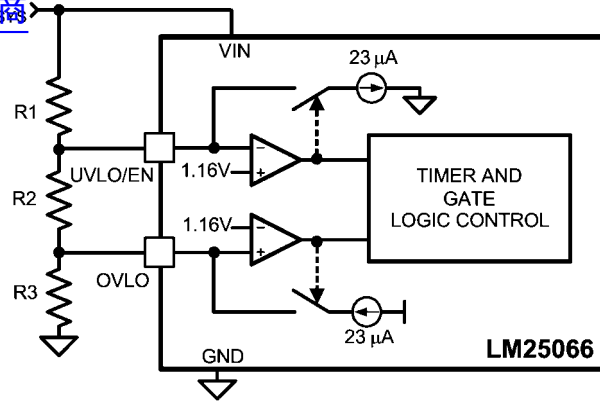 VIN
23 μA
R1
UVLO/EN
1.16V
TIMER AND
GATE
LOGIC CONTROL
R2
1.16V
OVLO
R3
23 μA
GND
LM25066